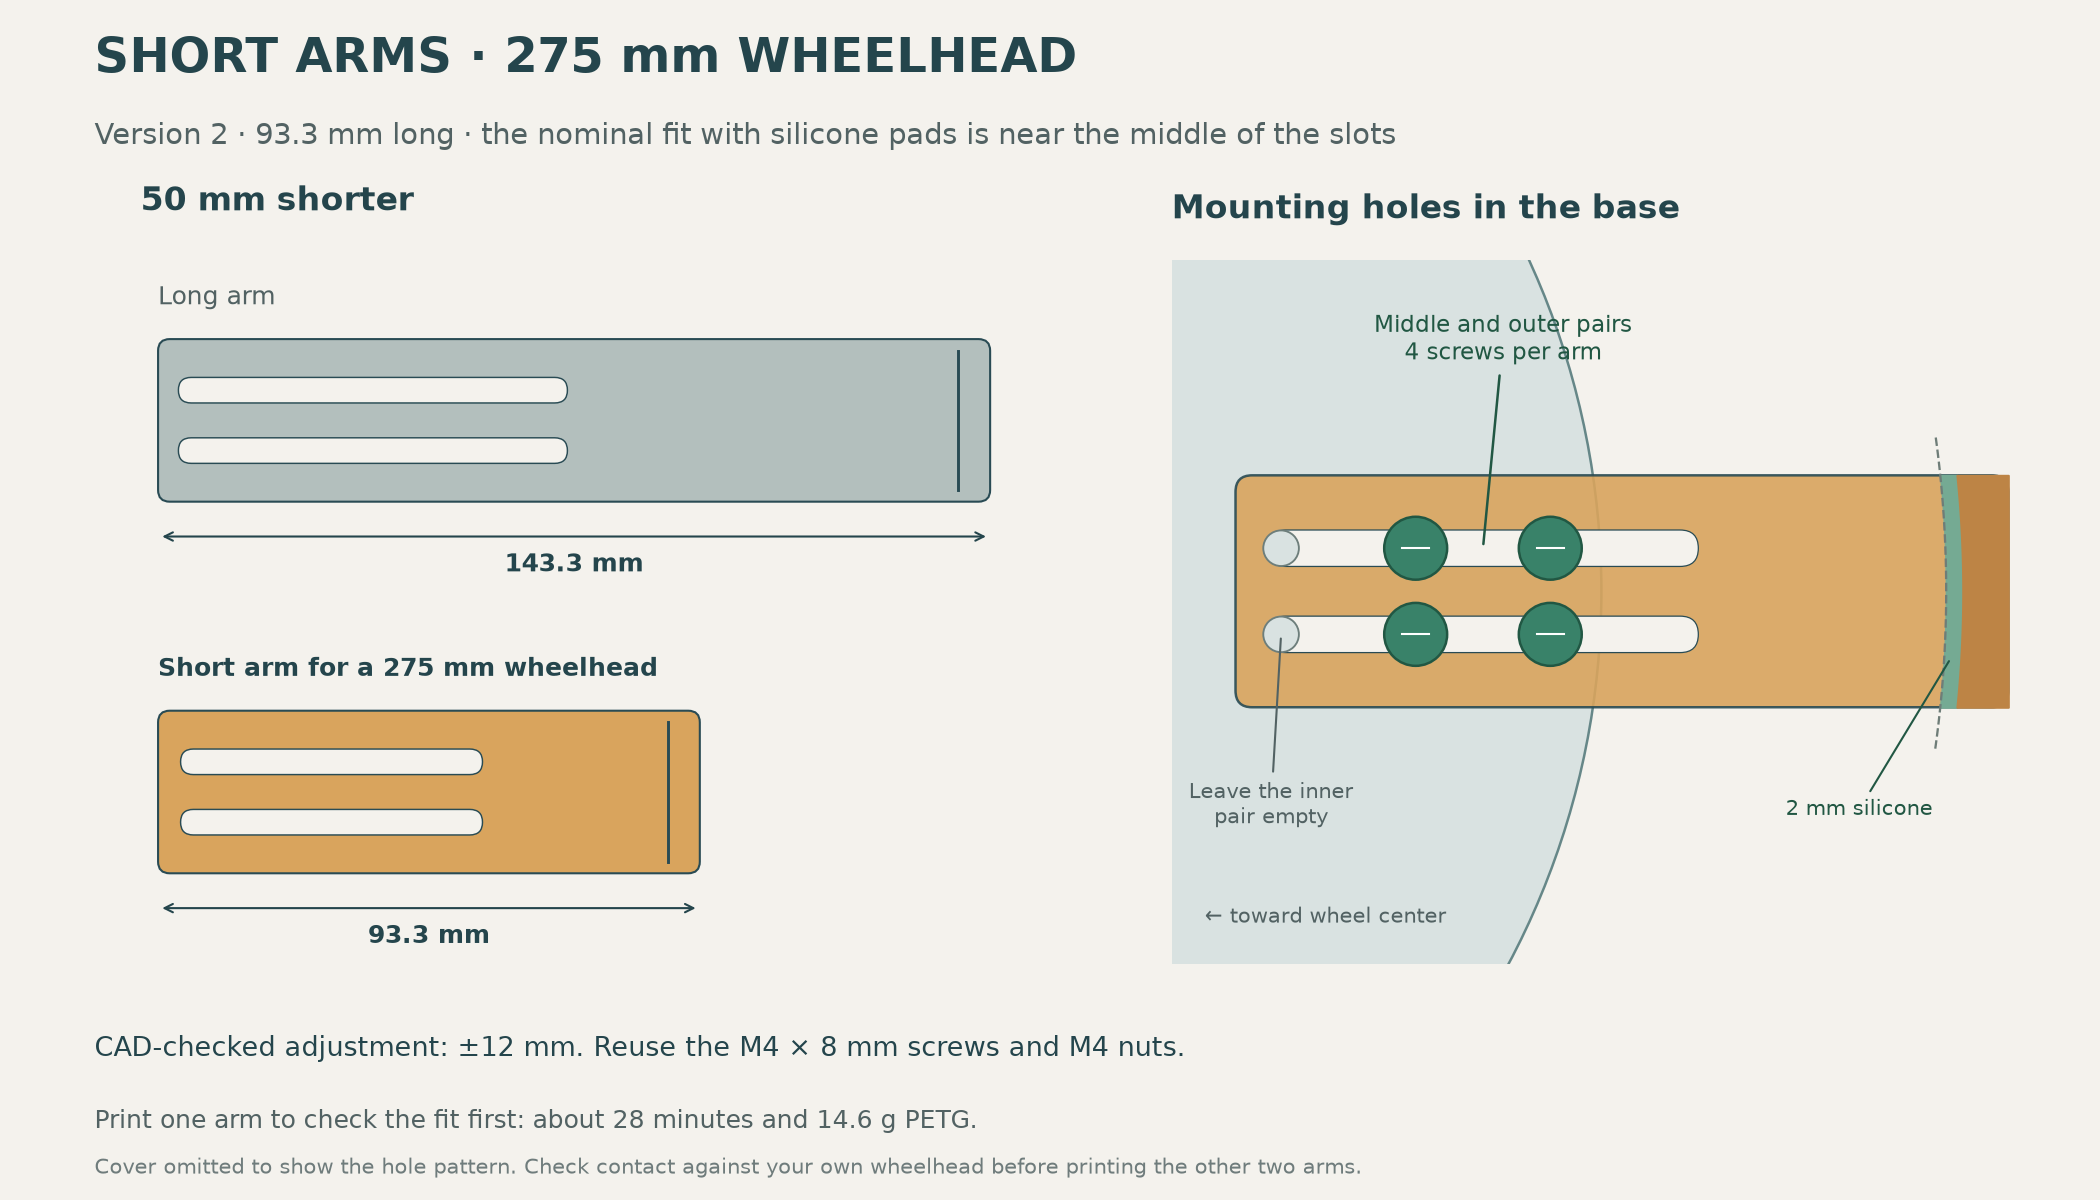 SHORT ARMS · 275 mm WHEELHEAD
Version 2 · 93.3 mm long · the nominal fit with silicone pads is near the middle of the slots
50 mm shorter
Long arm
143.3 mm
Short arm for a 275 mm wheelhead
93.3 mm
Mounting holes in the base
Middle and outer pairs
4 screws per arm
Leave the inner
pair empty
2 mm silicone
← toward wheel center
CAD-checked adjustment: ±12 mm. Reuse the M4 × 8 mm screws and M4 nuts.
Print one arm to check the fit first: about 28 minutes and 14.6 g PETG.
Cover omitted to show the hole pattern. Check contact against your own wheelhead before printing the other two arms.